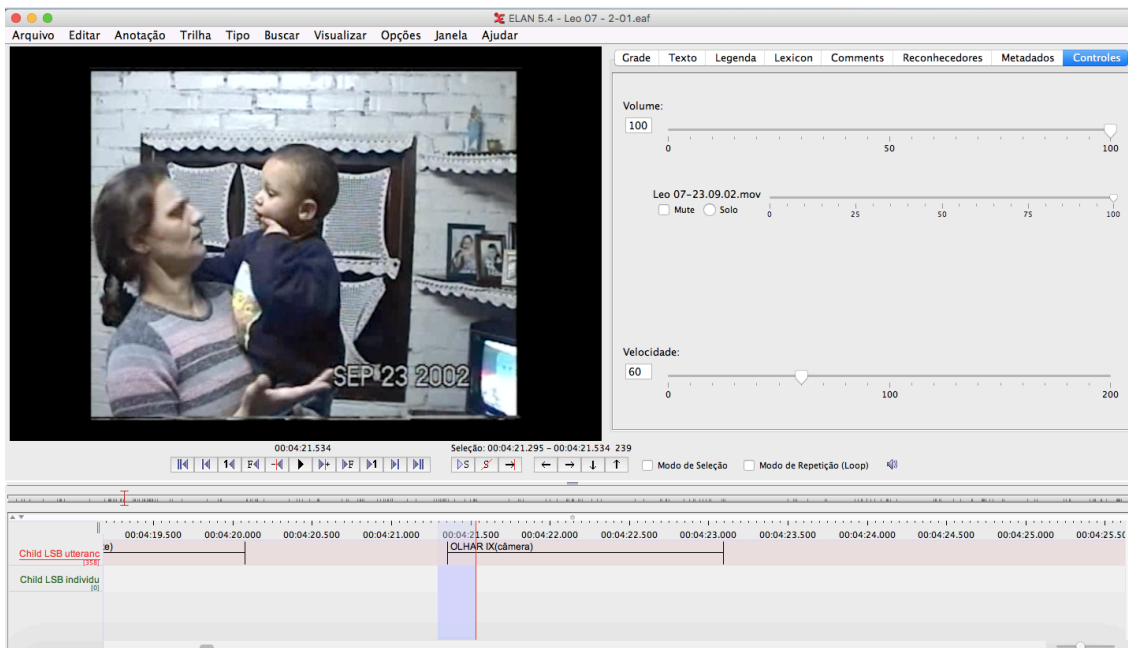 ELAN 5.4 - Leo 07 - 2-01.eaf
Arquivo Editar Anotação Trilha Tipo Buscar Visualizar Opções Janela Ajudar
Grade Texto Legenda Lexicon Comments Reconhecedores Metadados Controles
Volume:
100
0 50 100
Leo 07-23.09.02.mov
Mute Solo
0 25 50 75 100
SEP 23 2002
Velocidade:
60
0 100 200
00:04:21.534 Seleção: 00:04:21.295 - 00:04:21.534 239
Modo de Seleção Modo de Repetição (Loop)
00:04:19.500 00:04:20.000 00:04:20.500 00:04:21.000 00:04:21.500 00:04:22.000 00:04:22.500 00:04:23.000 00:04:23.500 00:04:24.000 00:04:24.500 00:04:25.000 00:04:25.50
Child LSB utteranc OLHAR IX(câmera)
[358]
Child LSB individu
[0]